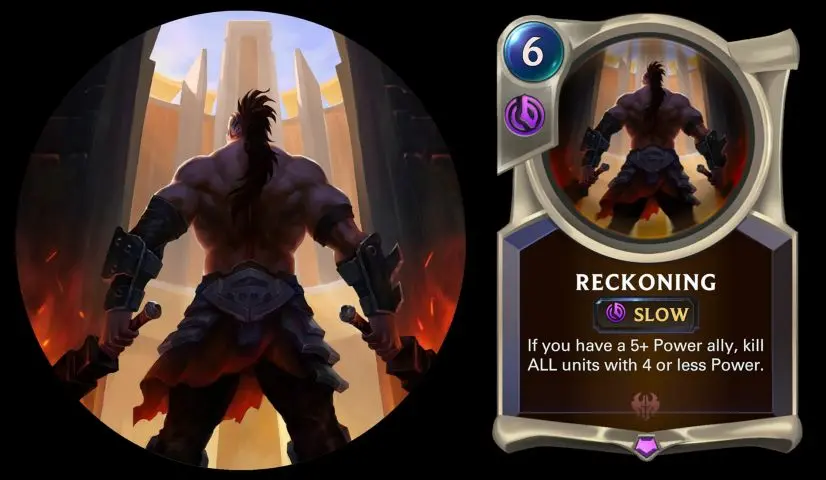 6
RECKONING
SLOW
If you have a 5+ Power ally, kill
ALL units with 4 or less Power.